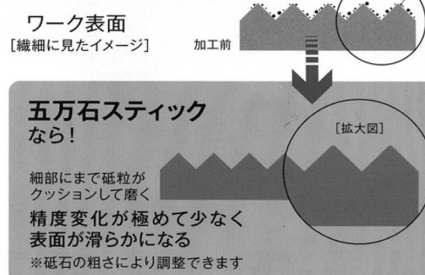 ワーク表面
[繊細に見たイメージ]
加工前
五万石スティック
なら!
[拡大図]
細部にまで砥粒が
クッションして磨く
精度変化が極めて少なく
表面が滑らかになる
※砥石の粗さにより調整できます